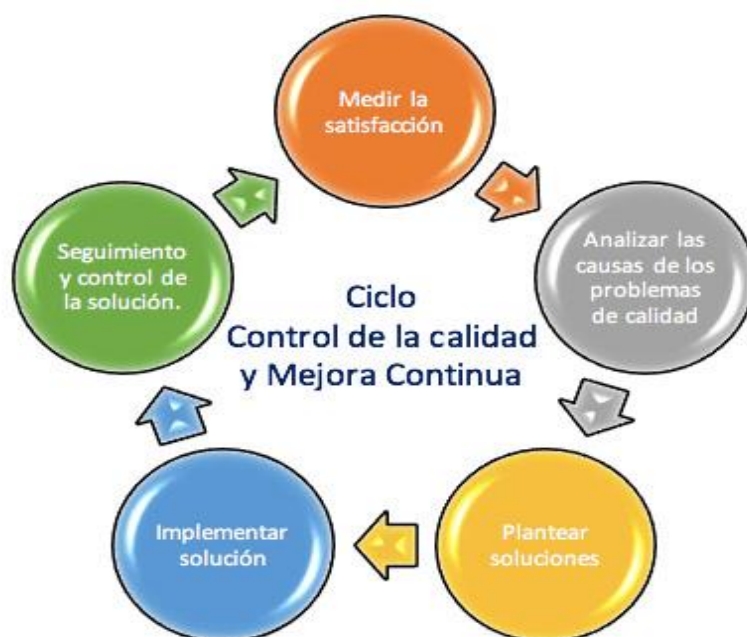 Medir la
satisfacción
Analizar las
causas de los
problemas
de calidad
Plantear
soluciones
Implementar
solución
Seguimiento
y control de
la solución.
Ciclo
Control de la calidad
y Mejora Continua